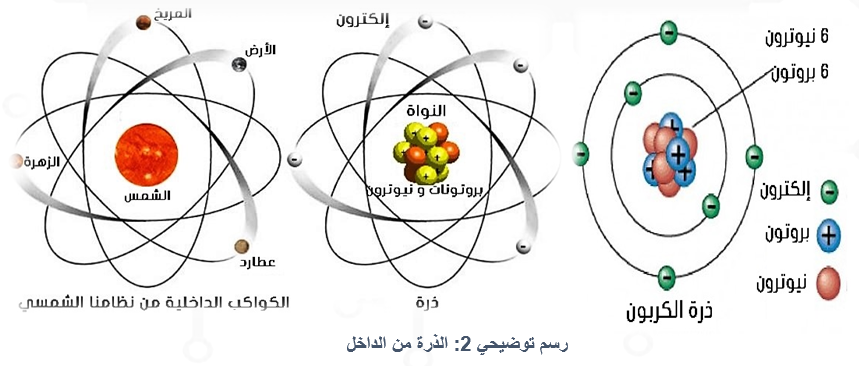 المريخ
الأرض
الزهرة
الشمس
عطارد
الكواكب الداخلية من نظامنا الشمسي
إلكترون
النواة
بروتونات و نيوترون
ذرة
6 نيوترون
6 بروتون
إلكترون
بروتون
نيوترون
ذرة الكربون
رسم توضيحي 2: الذرة من الداخل